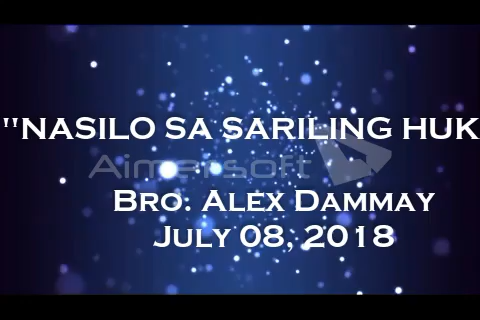 "NASILO SA SARILING HUK
Aimersoft
Bro. Alex Dammay
July 08, 2018